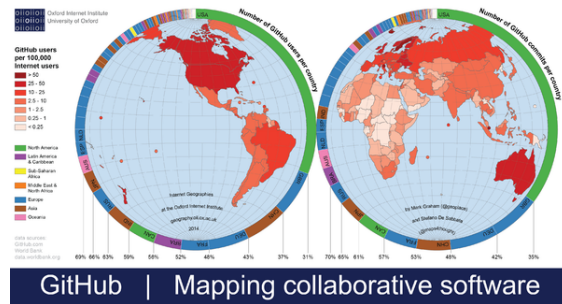 Oxford Internet Institute
University of Oxford
GitHub users
per 100,000
Internet users
> 50
25 - 50
10 - 25
2.5 - 10
1 - 2.5
0.25 - 1
< 0.25
North America
Latin America
& Caribbean
Sub-Saharan
Africa
Middle East &
North Africa
Europe
Asia
Oceania
data sources
GitHub.com
World Bank
data.worldbank.org
Number of GitHub users per country
USA
CAN
Internet Geographies
at the Oxford Internet Institute
geography.oii.ox.ac.uk
2014
69% 66% 63% 59% 56% 52% 48% 43% 37% 31%
Number of GitHub commits per country
USA
by Mark Graham (@geoplace)
and Stefano De Sabbata
(@maps4thought)
70% 65% 61% 57% 53% 48% 42% 35%
GitHub | Mapping collaborative software